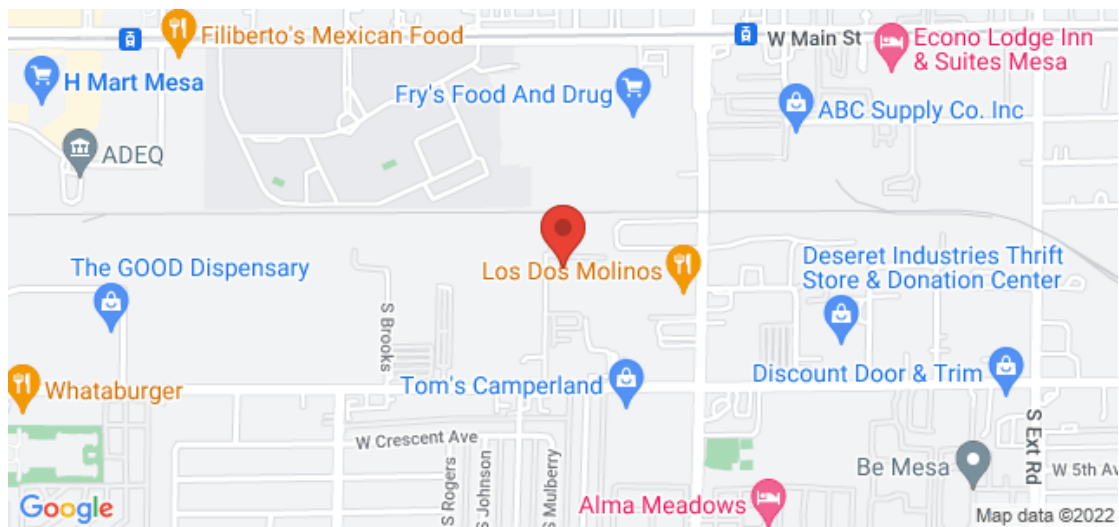 Filiberto's Mexican Food
W Main St
Econo Lodge Inn
& Suites Mesa
H Mart Mesa
Fry's Food And Drug
ABC Supply Co. Inc
ADEQ
The GOOD Dispensary
Los Dos Molinos
Deseret Industries Thrift
Store & Donation Center
S Brooks
Whataburger
Tom's Camperland
Discount Door & Trim
W Crescent Ave
S Rogers
S Johnson
S Mulberry
S Ext Rd
Be Mesa
W 5th Av
Alma Meadows
Google
Map data ©2022